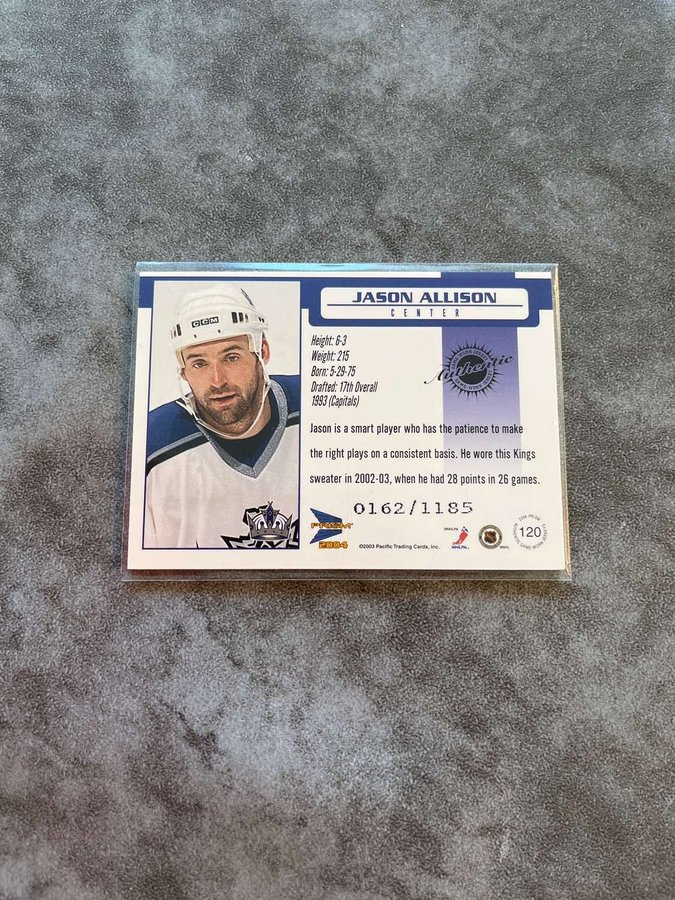 JASON ALLISON
CENTER
CCM
Height: 6-3
Weight: 215
Born: 5-29-75
Drafted: 17th Overall
1993 (Capitals)
Authentic
Jason is a smart player who has the patience to make
the right plays on a consistent basis. He wore this Kings
sweater in 2002-03, when he had 28 points in 26 games.
0162/1185
PRISM
2004
©2003 Pacific Trading Cards, Inc.
NHLPA
120